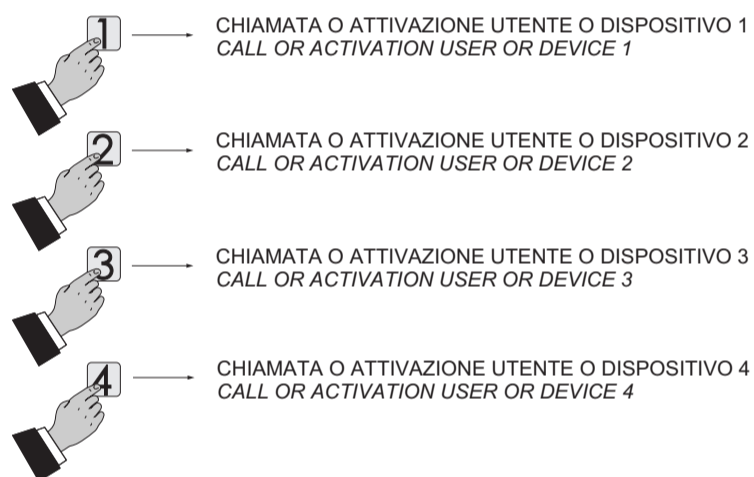 1
CHIAMATA O ATTIVAZIONE UTENTE O DISPOSITIVO 1
CALL OR ACTIVATION USER OR DEVICE 1
2
CHIAMATA O ATTIVAZIONE UTENTE O DISPOSITIVO 2
CALL OR ACTIVATION USER OR DEVICE 2
3
CHIAMATA O ATTIVAZIONE UTENTE O DISPOSITIVO 3
CALL OR ACTIVATION USER OR DEVICE 3
4
CHIAMATA O ATTIVAZIONE UTENTE O DISPOSITIVO 4
CALL OR ACTIVATION USER OR DEVICE 4